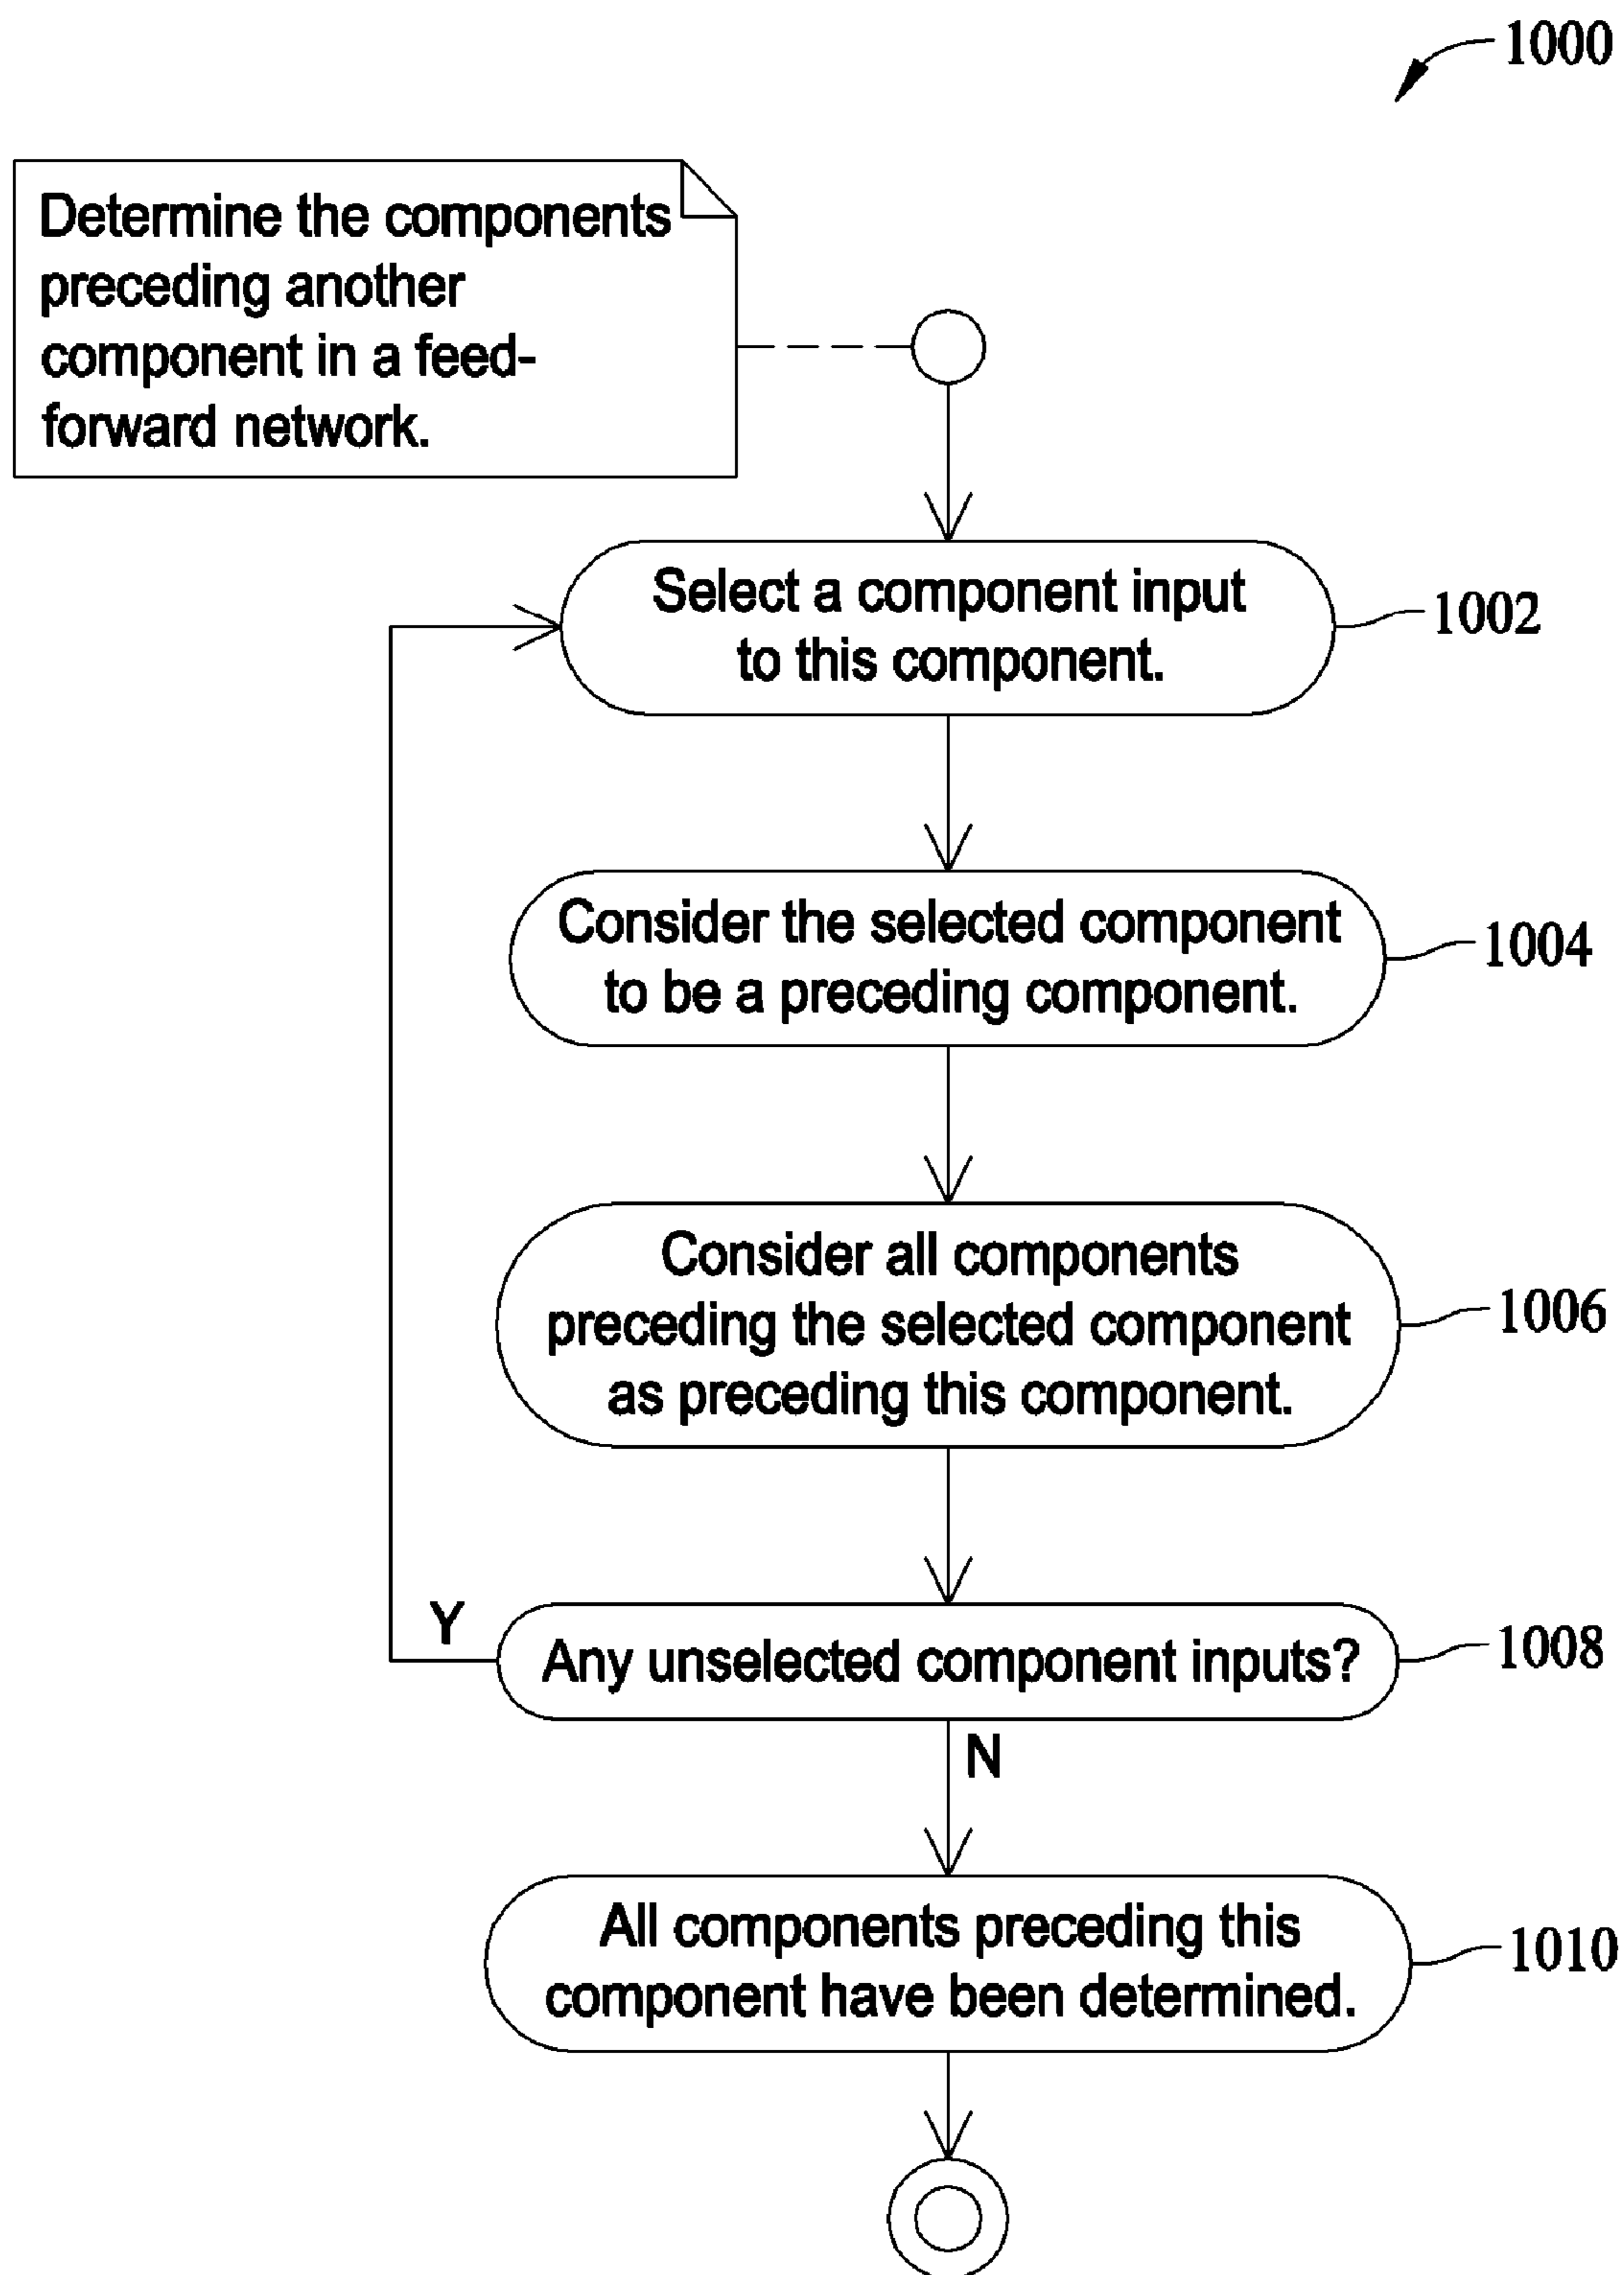 1000
Determine the components
preceding another
component in a feed-
forward network.
Select a component input
to this component.
1002
Consider the selected component
to be a preceding component.
1004
Consider all components
preceding the selected component
as preceding this component.
1006
Y
Any unselected component inputs?
1008
N
All components preceding this
component have been determined.
1010